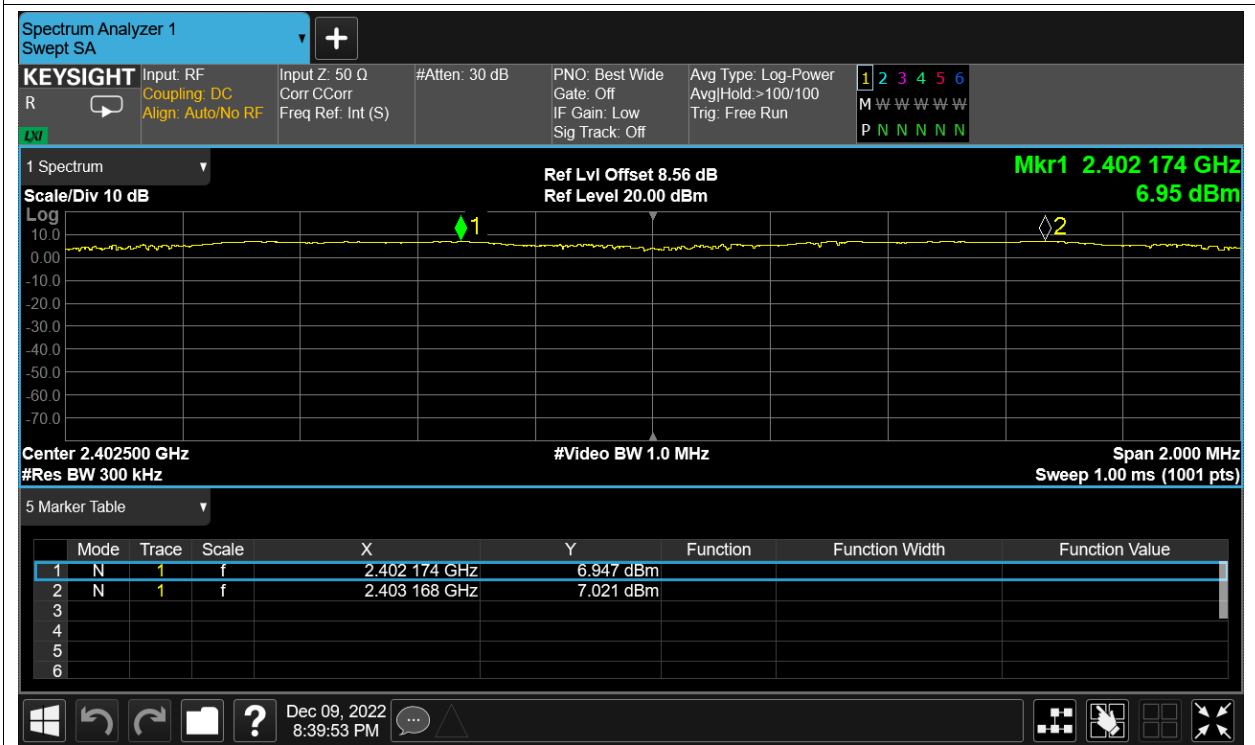 Spectrum Analyzer 1
Swept SA
+
KEYSIGHT Input: RF Input Z: 50 Ω #Atten: 30 dB PNO: Best Wide Avg Type: Log-Power 1 2 3 4 5 6
R Coupling: DC Corr CCorr Gate: Off Avg|Hold:>100/100 M W W W W W
Align: Auto/No RF Freq Ref: Int (S) IF Gain: Low Trig: Free Run
LXI Sig Track: Off P N N N N N
1 Spectrum Ref Lvl Offset 8.56 dB Mkr1 2.402 174 GHz
Scale/Div 10 dB Ref Level 20.00 dBm 6.95 dBm
Log
1 2
10.0
0.00
-10.0
-20.0
-30.0
-40.0
-50.0
-60.0
-70.0
Center 2.402500 GHz #Video BW 1.0 MHz Span 2.000 MHz
#Res BW 300 kHz Sweep 1.00 ms (1001 pts)
5 Marker Table
Mode Trace Scale X Y Function Function Width Function Value
1 N 1 f 2.402 174 GHz 6.947 dBm
2 N 1 f 2.403 168 GHz 7.021 dBm
3
4
5
6
? Dec 09, 2022
8:39:53 PM